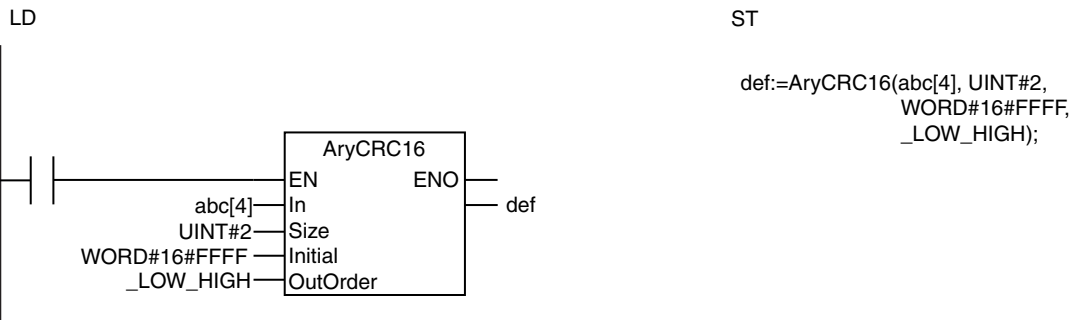 LD
AryCRC16
EN ENO
abc[4] In def
UINT#2 Size
WORD#16#FFFF Initial
_LOW_HIGH OutOrder
ST
def:=AryCRC16(abc[4], UINT#2,
WORD#16#FFFF,
_LOW_HIGH);